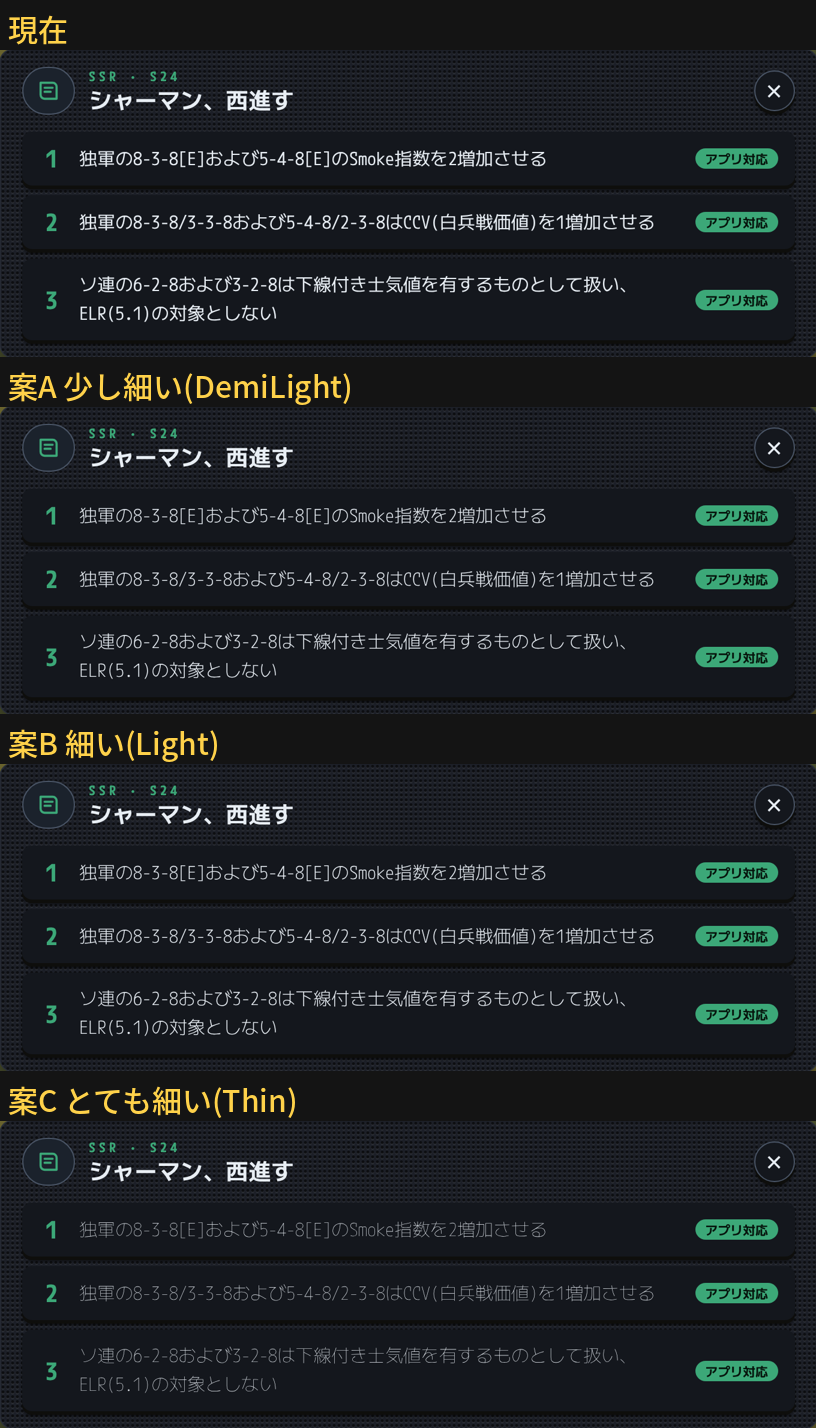 現在
SSR · S24
シャーマン、西進す
1 独軍の8-3-8[E]および5-4-8[E]のSmoke指数を2増加させる アプリ対応
2 独軍の8-3-8/3-3-8および5-4-8/2-3-8はCCV(白兵戦価値)を1増加させる アプリ対応
3 ソ連の6-2-8および3-2-8は下線付き士気値を有するものとして扱い、
ELR(5.1)の対象としない アプリ対応
案A 少し細い(DemiLight)
SSR · S24
シャーマン、西進す
1 独軍の8-3-8[E]および5-4-8[E]のSmoke指数を2増加させる アプリ対応
2 独軍の8-3-8/3-3-8および5-4-8/2-3-8はCCV(白兵戦価値)を1増加させる アプリ対応
3 ソ連の6-2-8および3-2-8は下線付き士気値を有するものとして扱い、
ELR(5.1)の対象としない アプリ対応
案B 細い(Light)
SSR · S24
シャーマン、西進す
1 独軍の8-3-8[E]および5-4-8[E]のSmoke指数を2増加させる アプリ対応
2 独軍の8-3-8/3-3-8および5-4-8/2-3-8はCCV(白兵戦価値)を1増加させる アプリ対応
3 ソ連の6-2-8および3-2-8は下線付き士気値を有するものとして扱い、
ELR(5.1)の対象としない アプリ対応
案C とても細い(Thin)
SSR · S24
シャーマン、西進す
1 独軍の8-3-8[E]および5-4-8[E]のSmoke指数を2増加させる アプリ対応
2 独軍の8-3-8/3-3-8および5-4-8/2-3-8はCCV(白兵戦価値)を1増加させる アプリ対応
3 ソ連の6-2-8および3-2-8は下線付き士気値を有するものとして扱い、
ELR(5.1)の対象としない アプリ対応